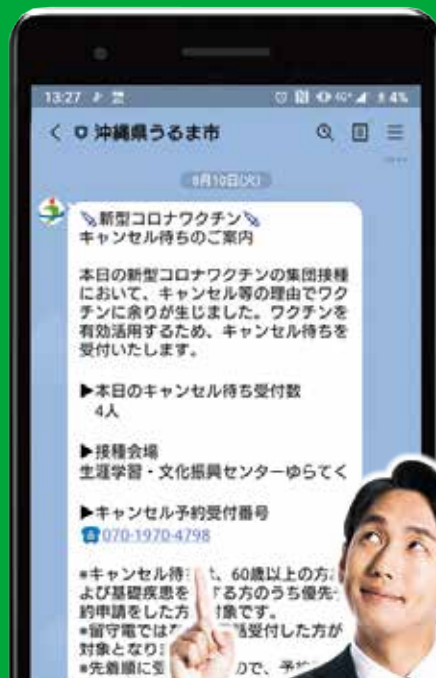 13:27
4G+ 4%
沖縄県うるま市
8月10日(火)
新型コロナワクチン
キャンセル待ちのご案内
本日の新型コロナワクチンの集団接種
において、キャンセル等の理由でワク
チンに余りが生じました。ワクチンを
有効活用するため、キャンセル待ちを
受付いたします。
▶本日のキャンセル待ち受付数
4人
▶接種会場
生涯学習・文化振興センターゆらてく
▶キャンセル予約受付番号
☎070-1970-4798
*キャンセル待 、60歳以上の方
よび基礎疾患を する方のうち優先
約申請をした方 対象です。
*留守電では 話受付した方が
対象となり
*先着順に受 ので、予約